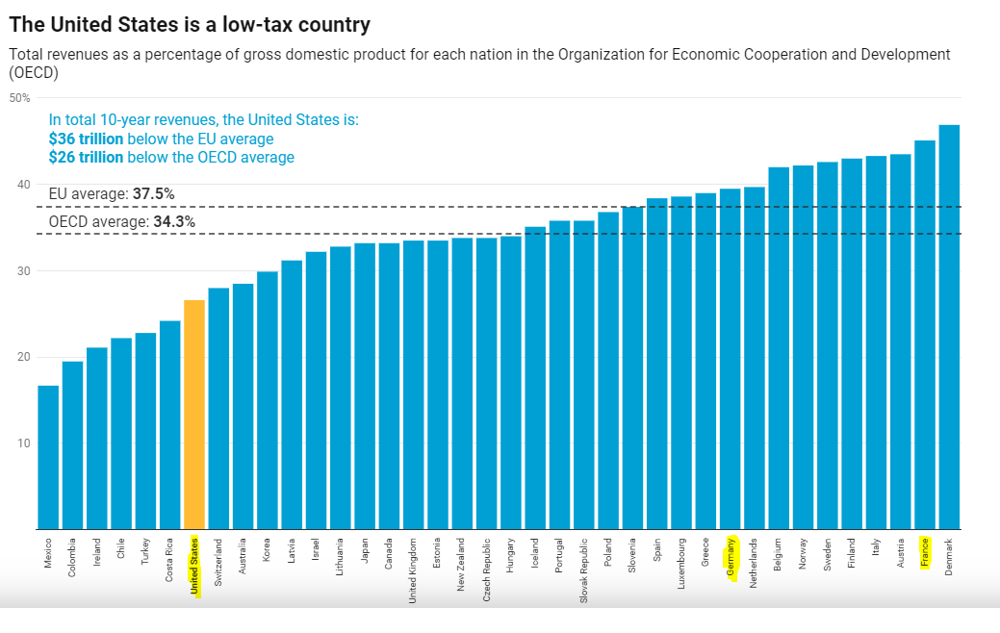 The United States is a low-tax country
Total revenues as a percentage of gross domestic product for each nation in the Organization for Economic Cooperation and Development
(OECD)
50%
In total 10-year revenues, the United States is:
$36 trillion below the EU average
$26 trillion below the OECD average
40
EU average: 37.5%
OECD average: 34.3%
30
20
10
Mexico
Colombia
Ireland
Chile
Turkey
Costa Rica
United States
Switzerland
Australia
Korea
Latvia
Israel
Lithuania
Japan
Canada
United Kingdom
Estonia
New Zealand
Czech Republic
Hungary
Iceland
Portugal
Slovak Republic
Poland
Slovenia
Spain
Luxembourg
Greece
Germany
Netherlands
Belgium
Norway
Sweden
Finland
Italy
Austria
France
Denmark